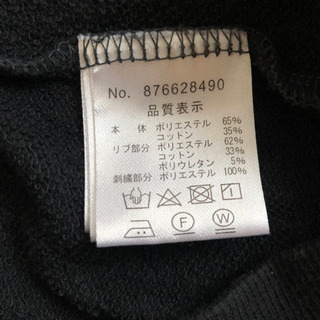 No. 876628490
品質表示
本 体 ポリエステル 65%
コットン 35%
リブ部分 ポリエステル 62%
コットン 33%
ポリウレタン 5%
刺繍部分 ポリエステル 100%
F W